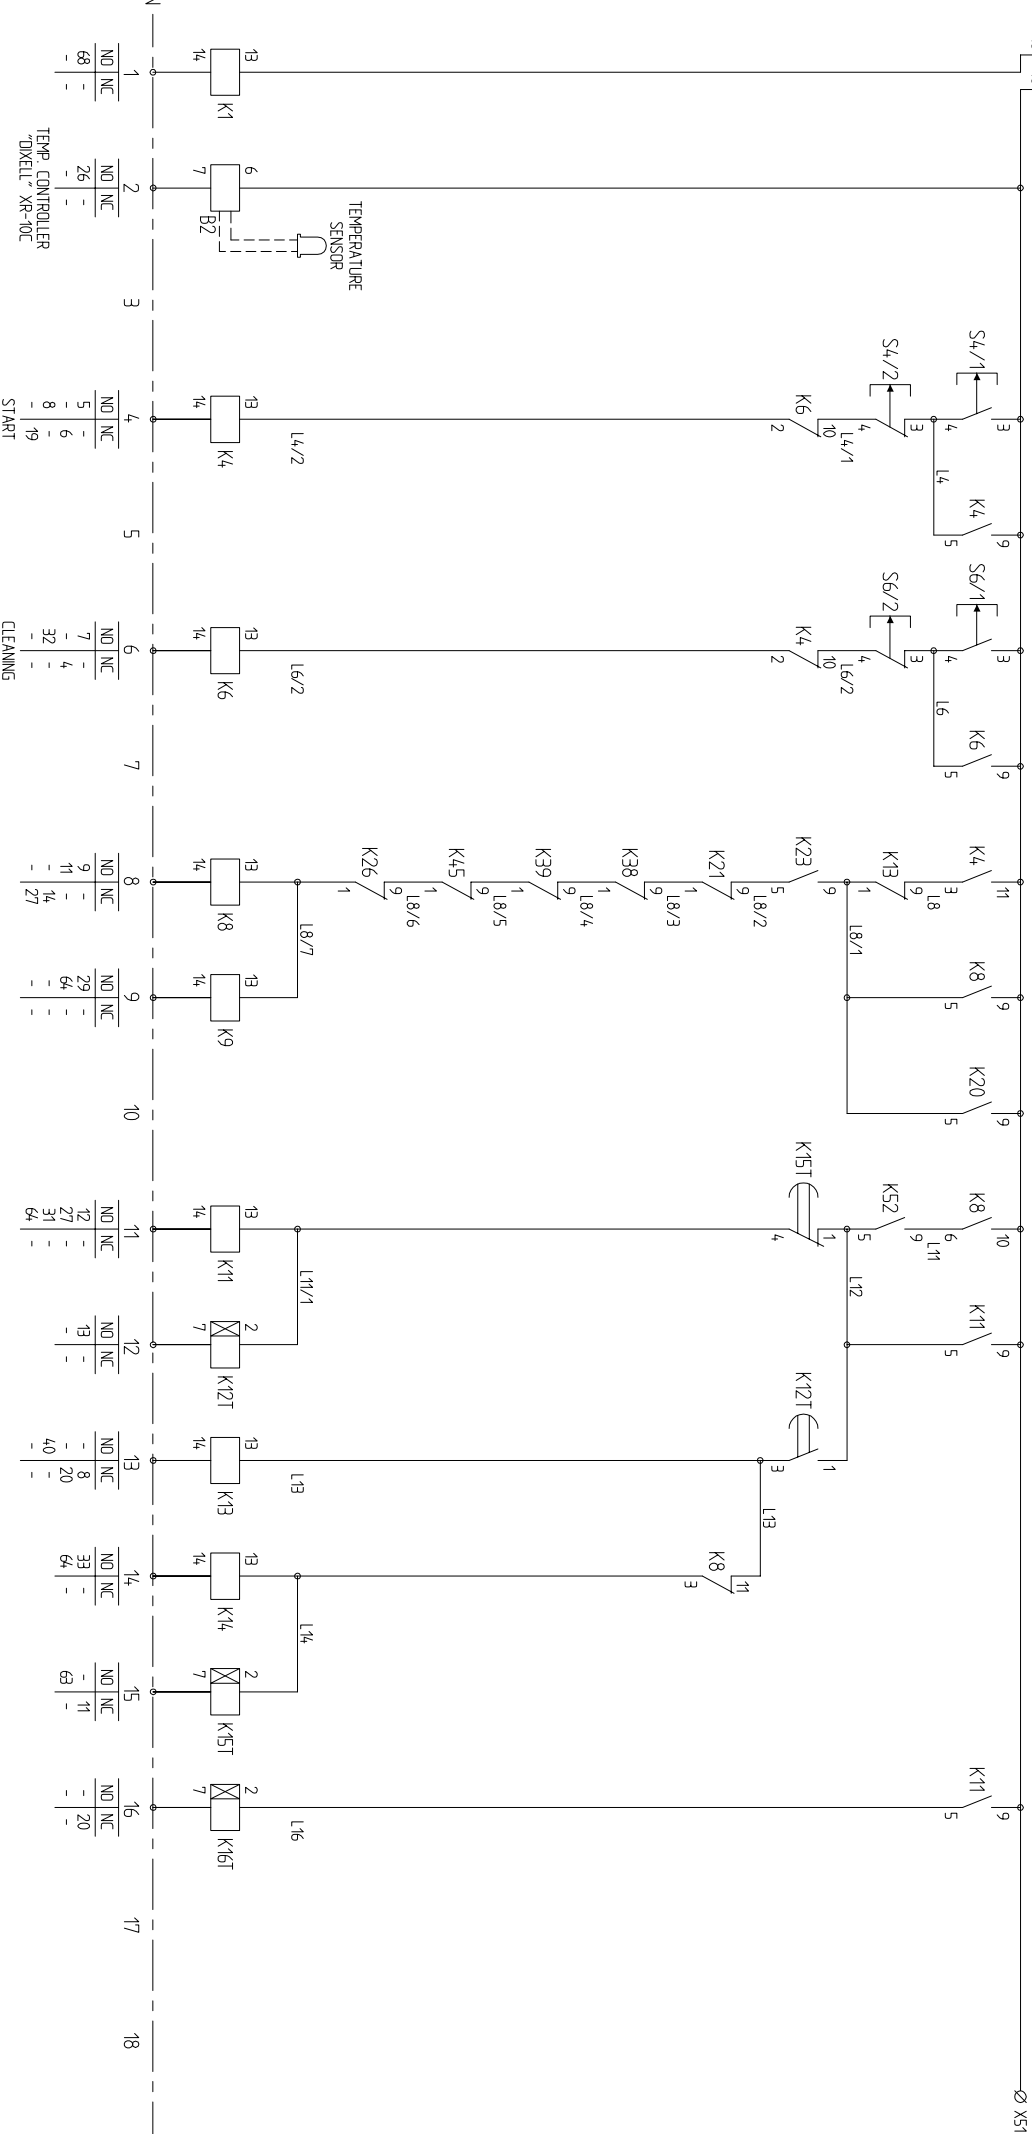 N
X51
13
14
K1
1
NO NC
68 -
- -
6
7
B2
TEMPERATURE
SENSOR
2
NO NC
26 -
- -
TEMP. CONTROLLER
"DIXELL" XR-10C
3
S4/1
3
4
S4/2
3
4
L4/1
K6
10
2
L4/2
13
14
K4
4
NO NC
5 -
- 6
8 -
- 19
START
K4
9
5
L4
5
S6/1
3
4
S6/2
3
4
L6/2
K4
10
2
L6/2
13
14
K6
6
NO NC
7 -
- 4
32 -
- -
CLEANING
K6
9
5
L6
7
K4
11
3
L8
K13
9
1
L8/1
K23
9
5
L8/2
K21
9
1
L8/3
K38
9
1
L8/4
K39
9
1
L8/5
K45
9
1
L8/6
K26
9
1
L8/7
13
14
K8
8
NO NC
9 -
11 -
- 14
- 27
K8
9
5
13
14
K9
9
NO NC
29 -
64 -
- -
- -
K20
9
5
10
K8
10
6
L11
K52
9
5
L12
K15T
1
4
L11/1
13
14
K11
11
NO NC
12 -
27 -
31 -
64 -
K11
9
5
2
7
K12T
12
NO NC
13 -
- -
K12T
1
3
L13
L13
13
14
K13
13
NO NC
- 8
- 20
40 -
- -
K8
11
3
L14
13
14
K14
14
NO NC
33 -
64 -
2
7
K15T
15
NO NC
- 11
63 -
K11
9
5
L16
2
7
K16T
16
NO NC
- 20
- -
17
18